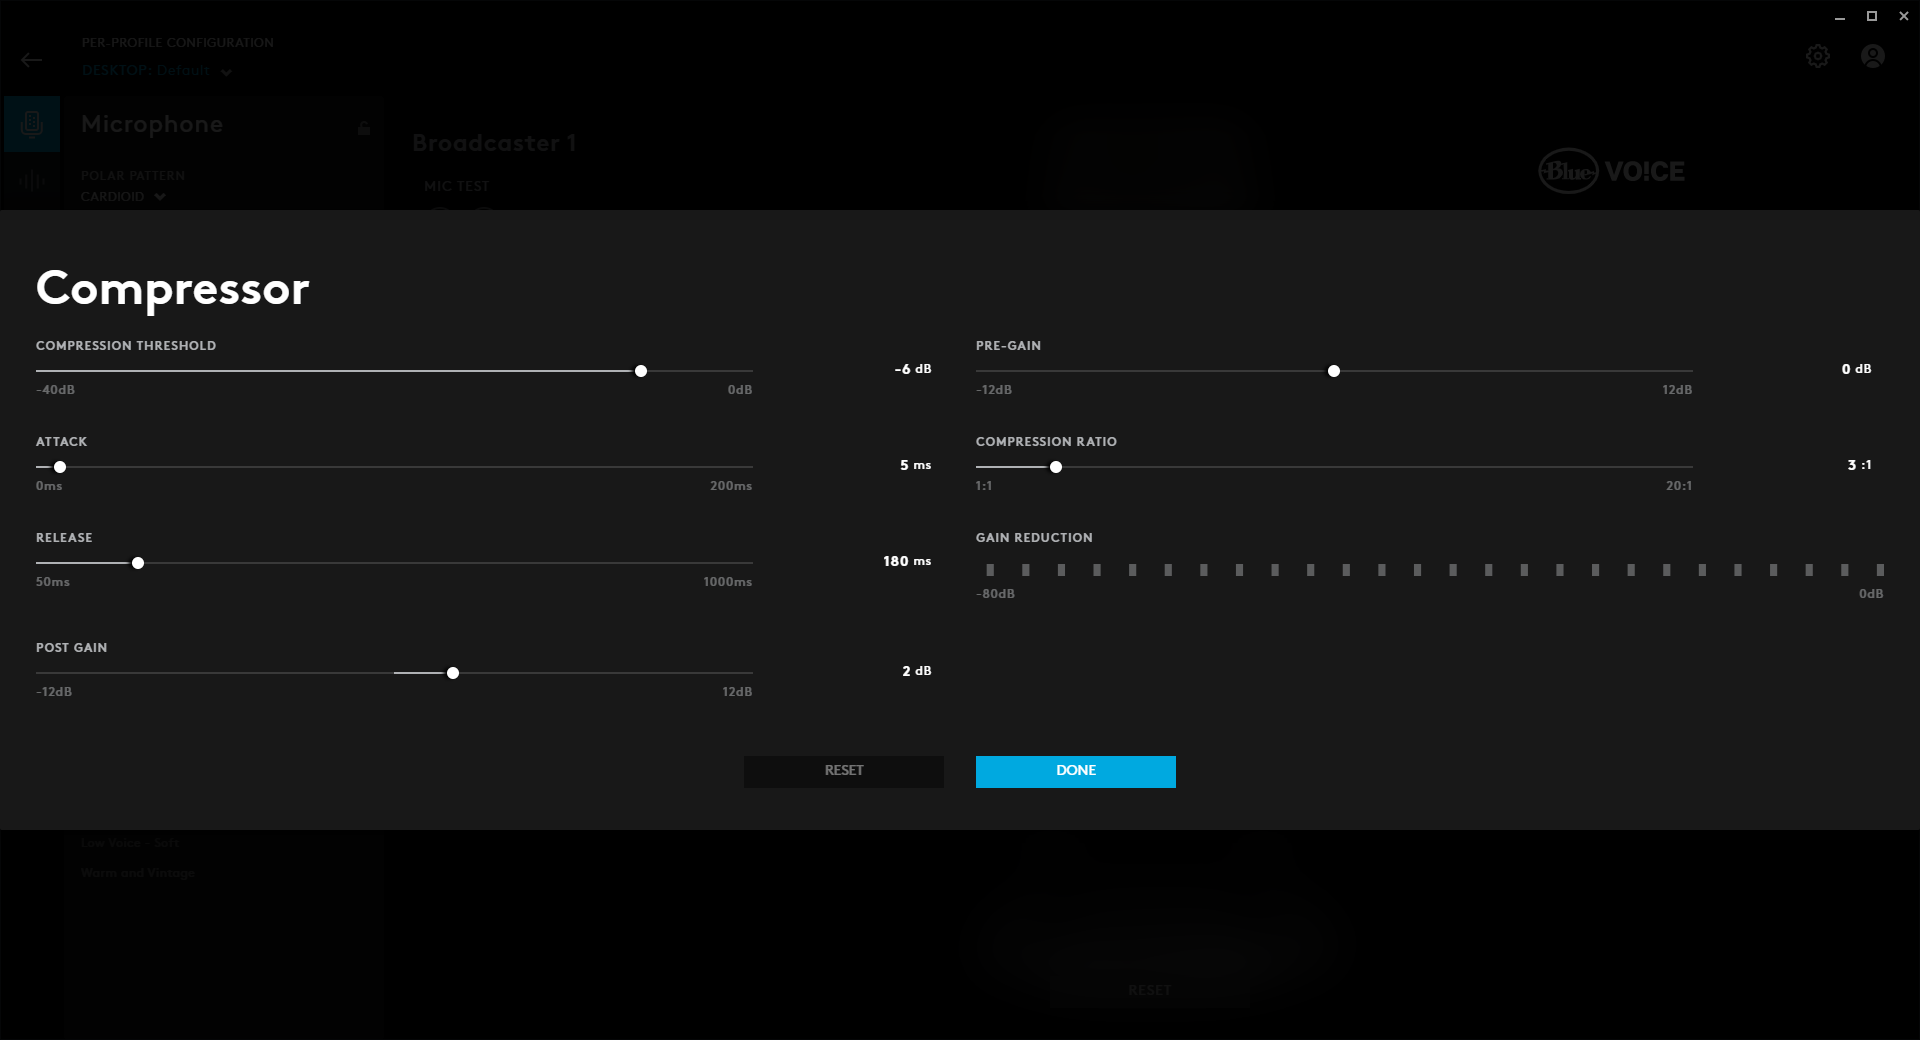 PER-PROFILE CONFIGURATION
DESKTOP: Default
Microphone
POLAR PATTERN
CARDIOID
Broadcaster 1
MIC TEST
Blue VO!CE
Compressor
COMPRESSION THRESHOLD
-6 dB
-40dB 0dB
PRE-GAIN
0 dB
-12dB 12dB
ATTACK
5 ms
0ms 200ms
COMPRESSION RATIO
3 :1
1:1 20:1
RELEASE
180 ms
50ms 1000ms
GAIN REDUCTION
-80dB 0dB
POST GAIN
2 dB
-12dB 12dB
RESET DONE
Low Voice - Soft
Warm and Vintage
RESET